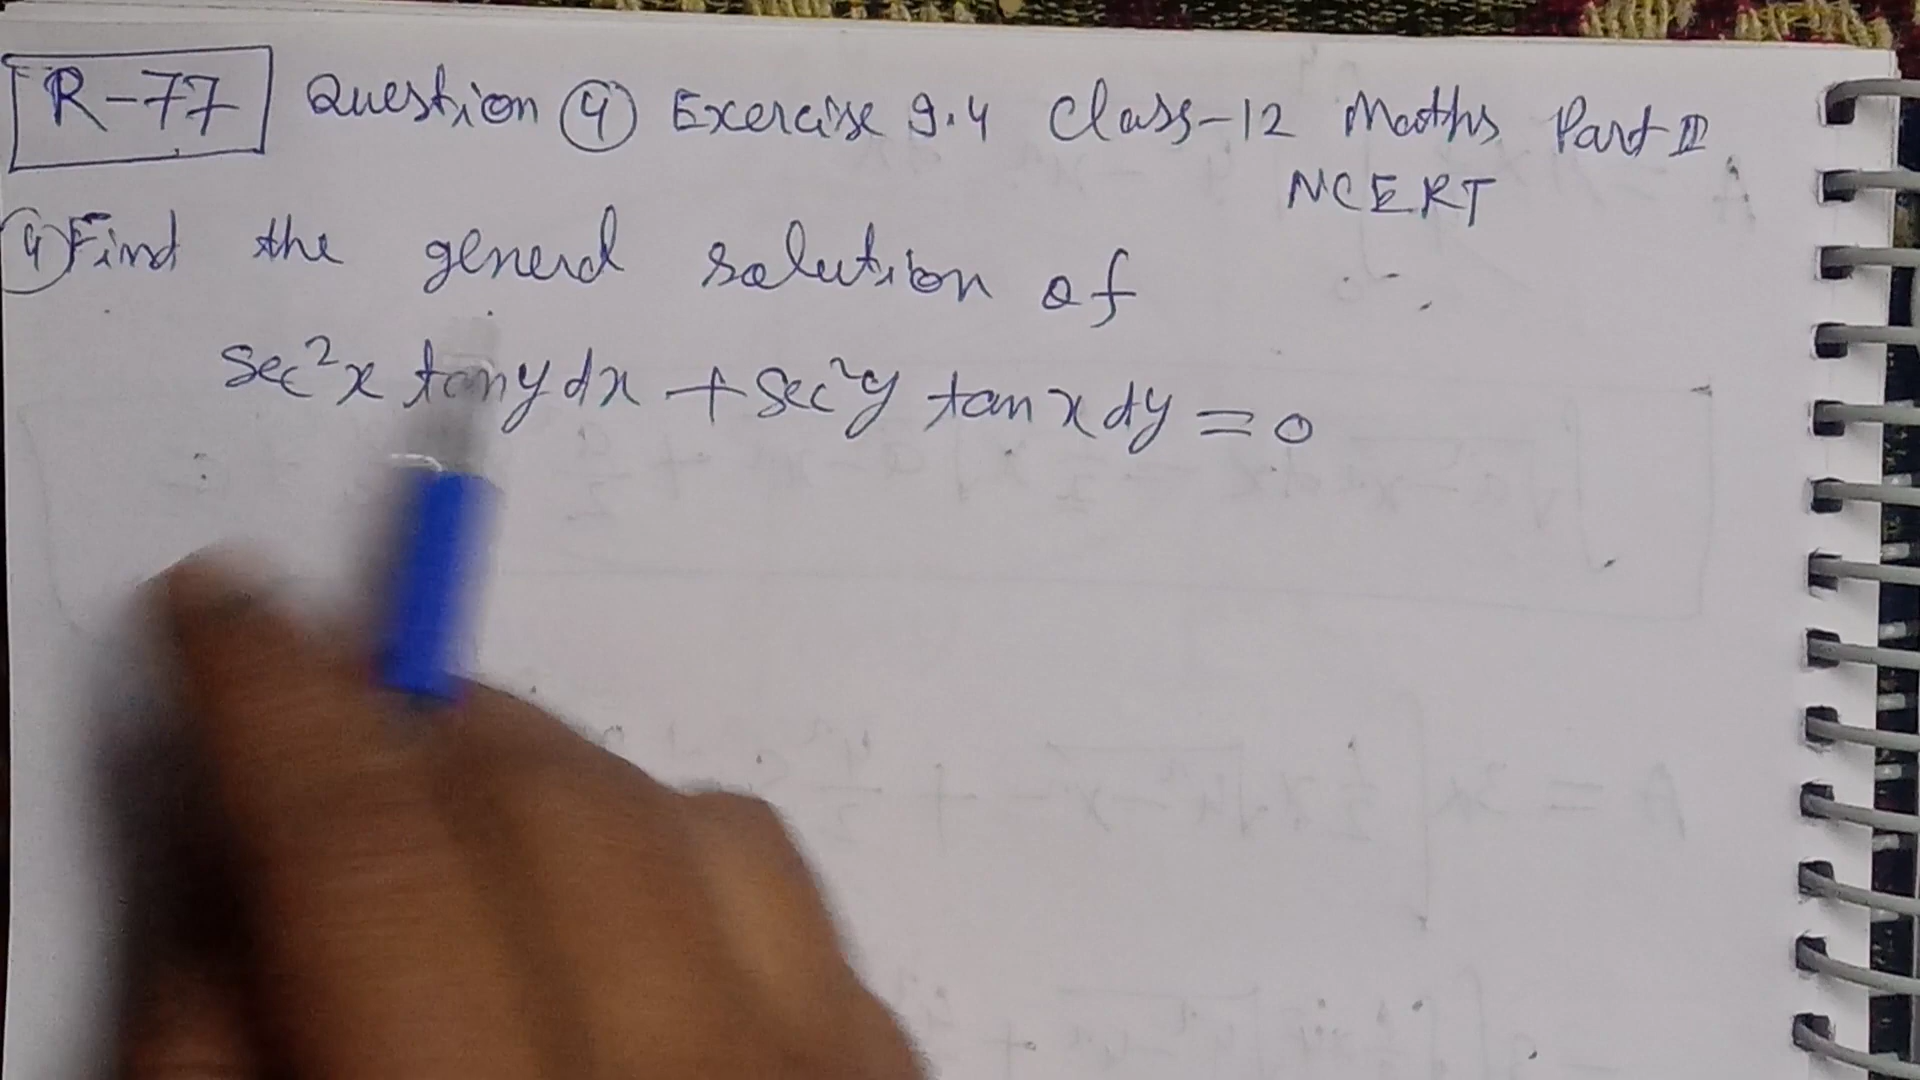 R-77 Question ④ Exercise 9.4 Class-12 Maths Part II
NCERT
④ Find the general solution of
sec²x tany dx + sec²y tanx dy = 0